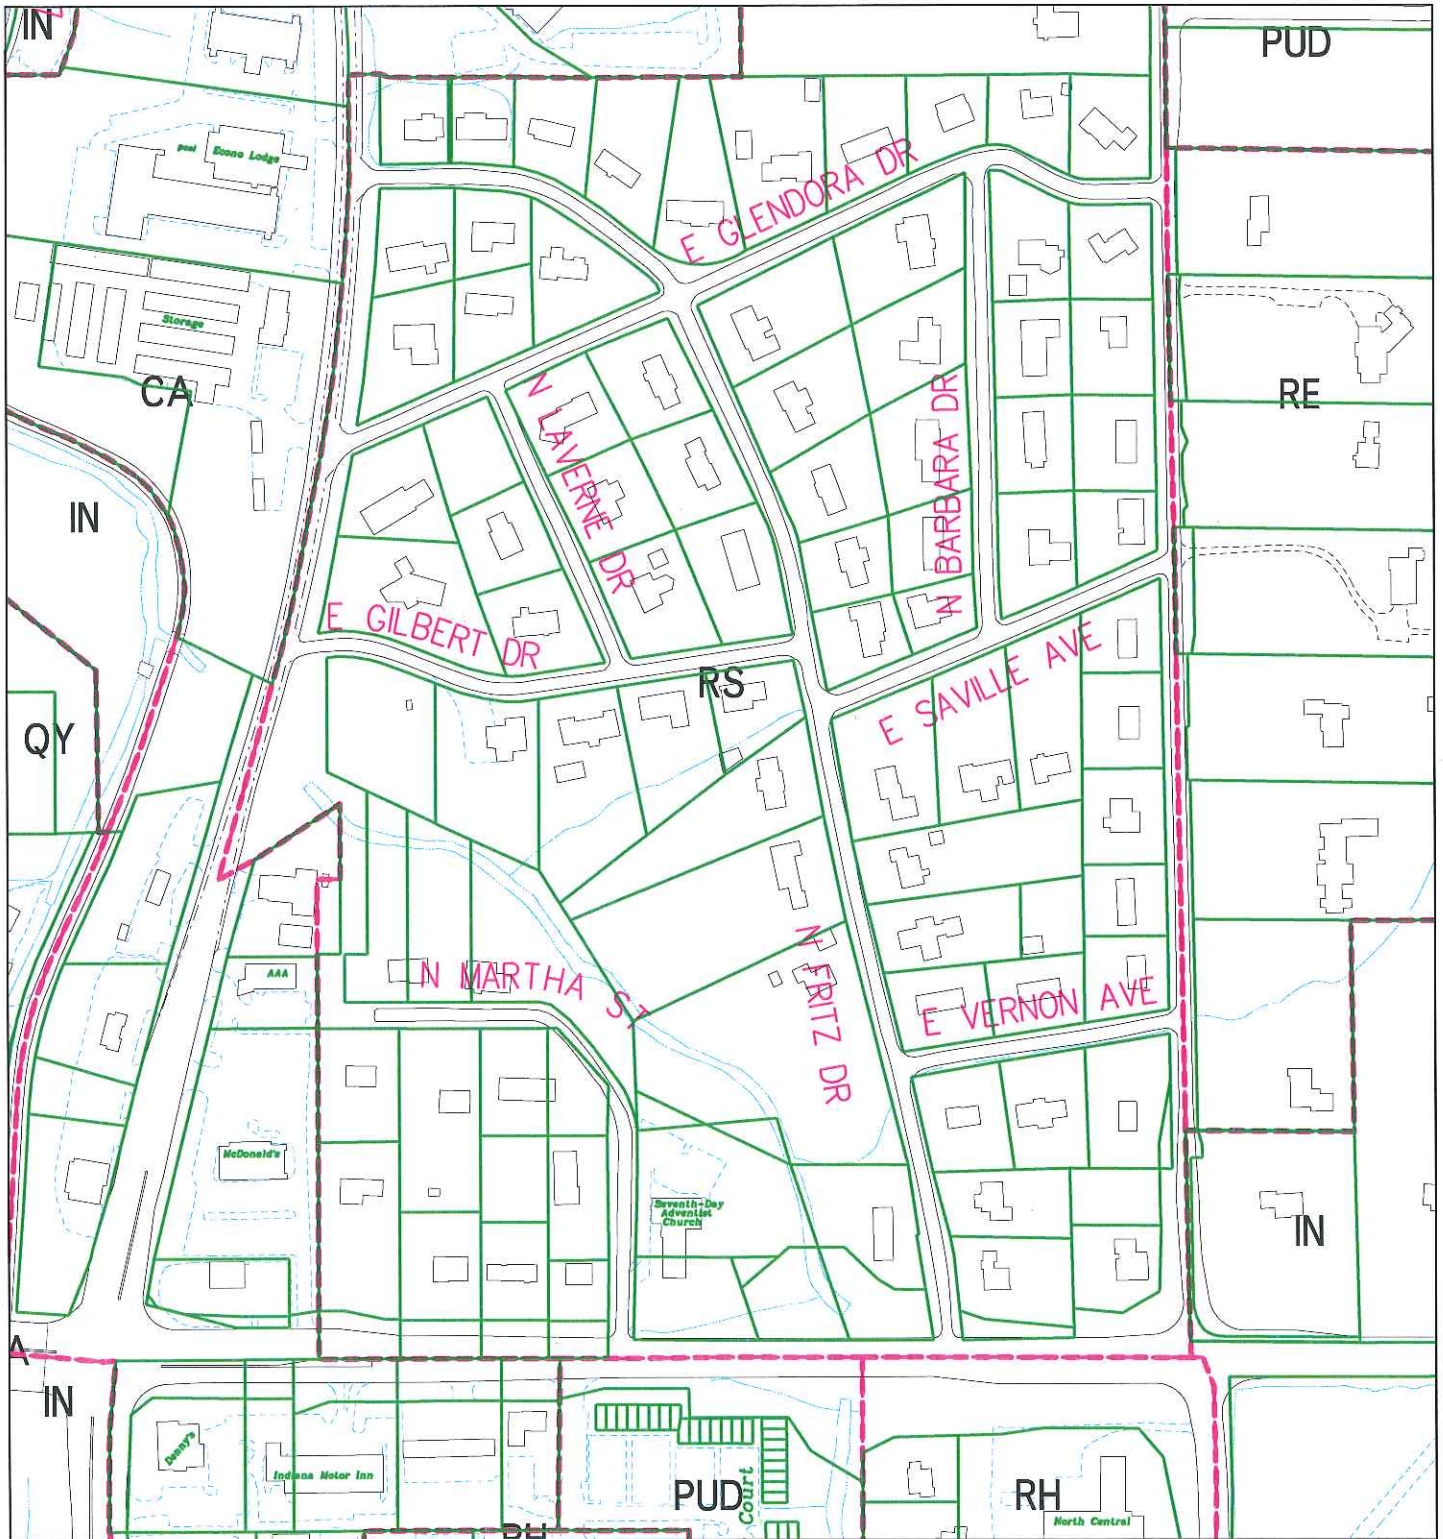 IN
PUD
pool
Econo Lodge
E GLENDORA DR
Storage
CA
RE
N LAVERNE DR
N BARBARA DR
IN
E GILBERT DR
RS
E SAVILLE AVE
QY
AAA
N MARTHA ST
N FRITZ DR
E VERNON AVE
McDonald's
Seventh-Day
Adventist
Church
IN
A
IN
Denny's
Indiana Motor Inn
PUD
Court
RH
North Central
RH